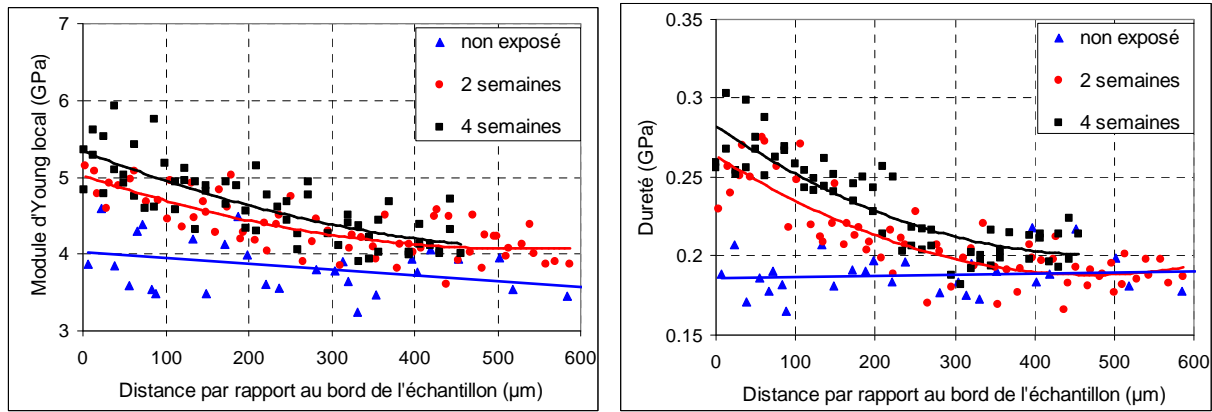 7
6
5
4
3
0 100 200 300 400 500 600
Module d'Young local (GPa)
Distance par rapport au bord de l'échantillon (µm)
non exposé
2 semaines
4 semaines
0.35
0.3
0.25
0.2
0.15
0 100 200 300 400 500 600
Dureté (GPa)
Distance par rapport au bord de l'échantillon (µm)
non exposé
2 semaines
4 semaines